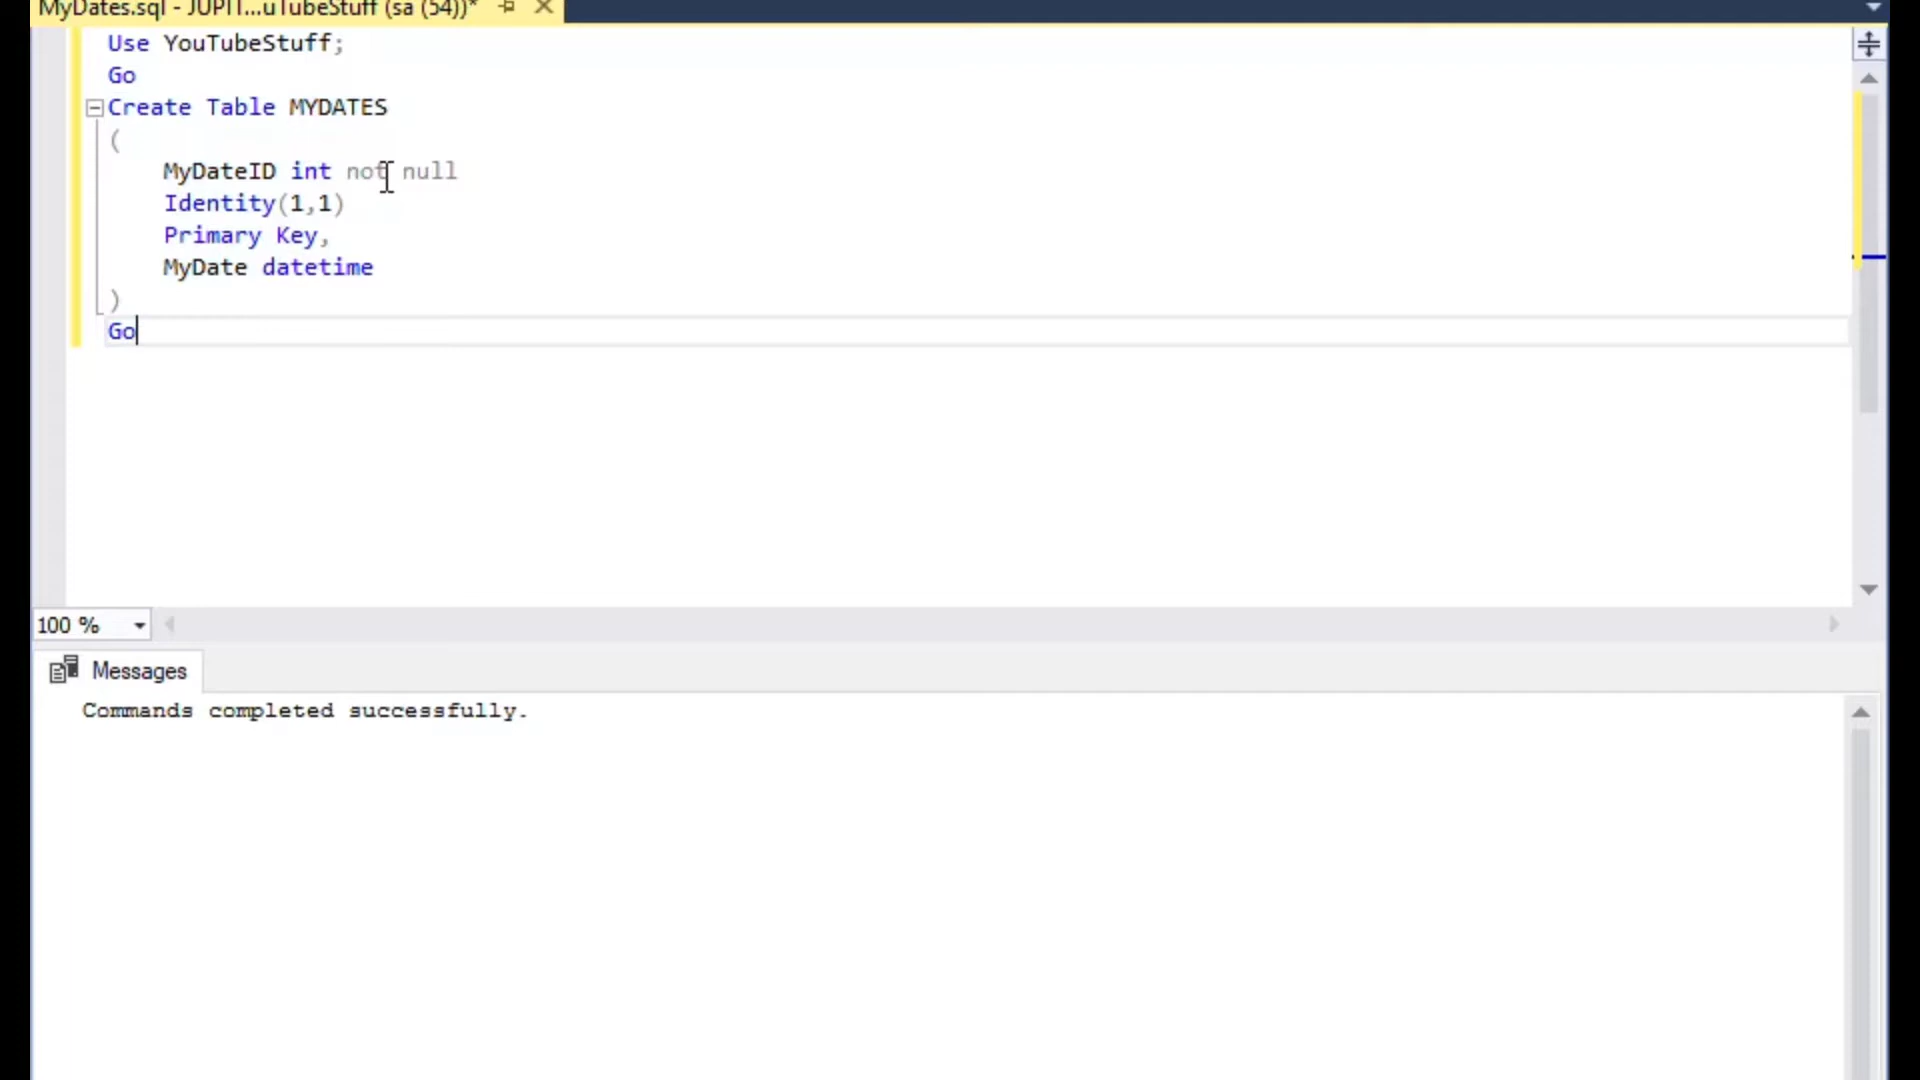 MyDates.sql - JUPIT...uTubeStuff (sa (54))*
Use YouTubeStuff;
Go
Create Table MYDATES
(
MyDateID int not null
Identity(1,1)
Primary Key,
MyDate datetime
)
Go
100 %
Messages
Commands completed successfully.